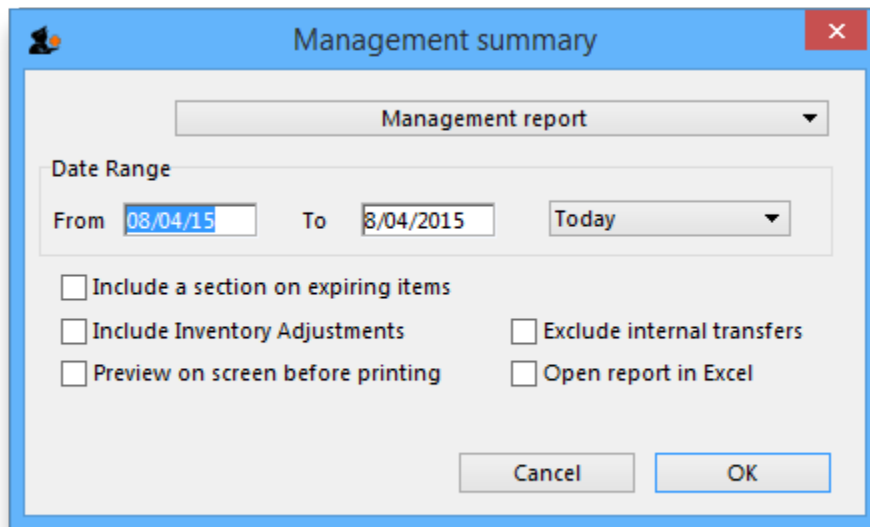 Management summary
Management report
Date Range
From 08/04/15 To 8/04/2015 Today
Include a section on expiring items
Include Inventory Adjustments Exclude internal transfers
Preview on screen before printing Open report in Excel
Cancel OK